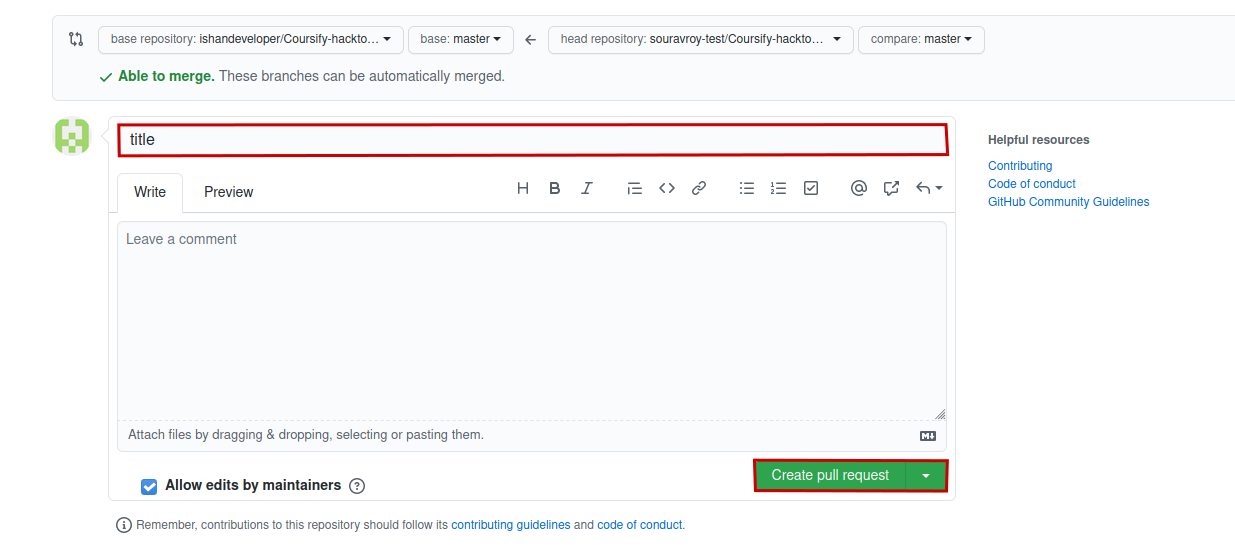 base repository: ishandeveloper/Coursify-hackto... base: master head repository: souravroy-test/Coursify-hackto... compare: master
Able to merge. These branches can be automatically merged.
title
Helpful resources
Contributing
Code of conduct
GitHub Community Guidelines
Write Preview
Leave a comment
Attach files by dragging & dropping, selecting or pasting them.
Create pull request
Allow edits by maintainers
Remember, contributions to this repository should follow its contributing guidelines and code of conduct.